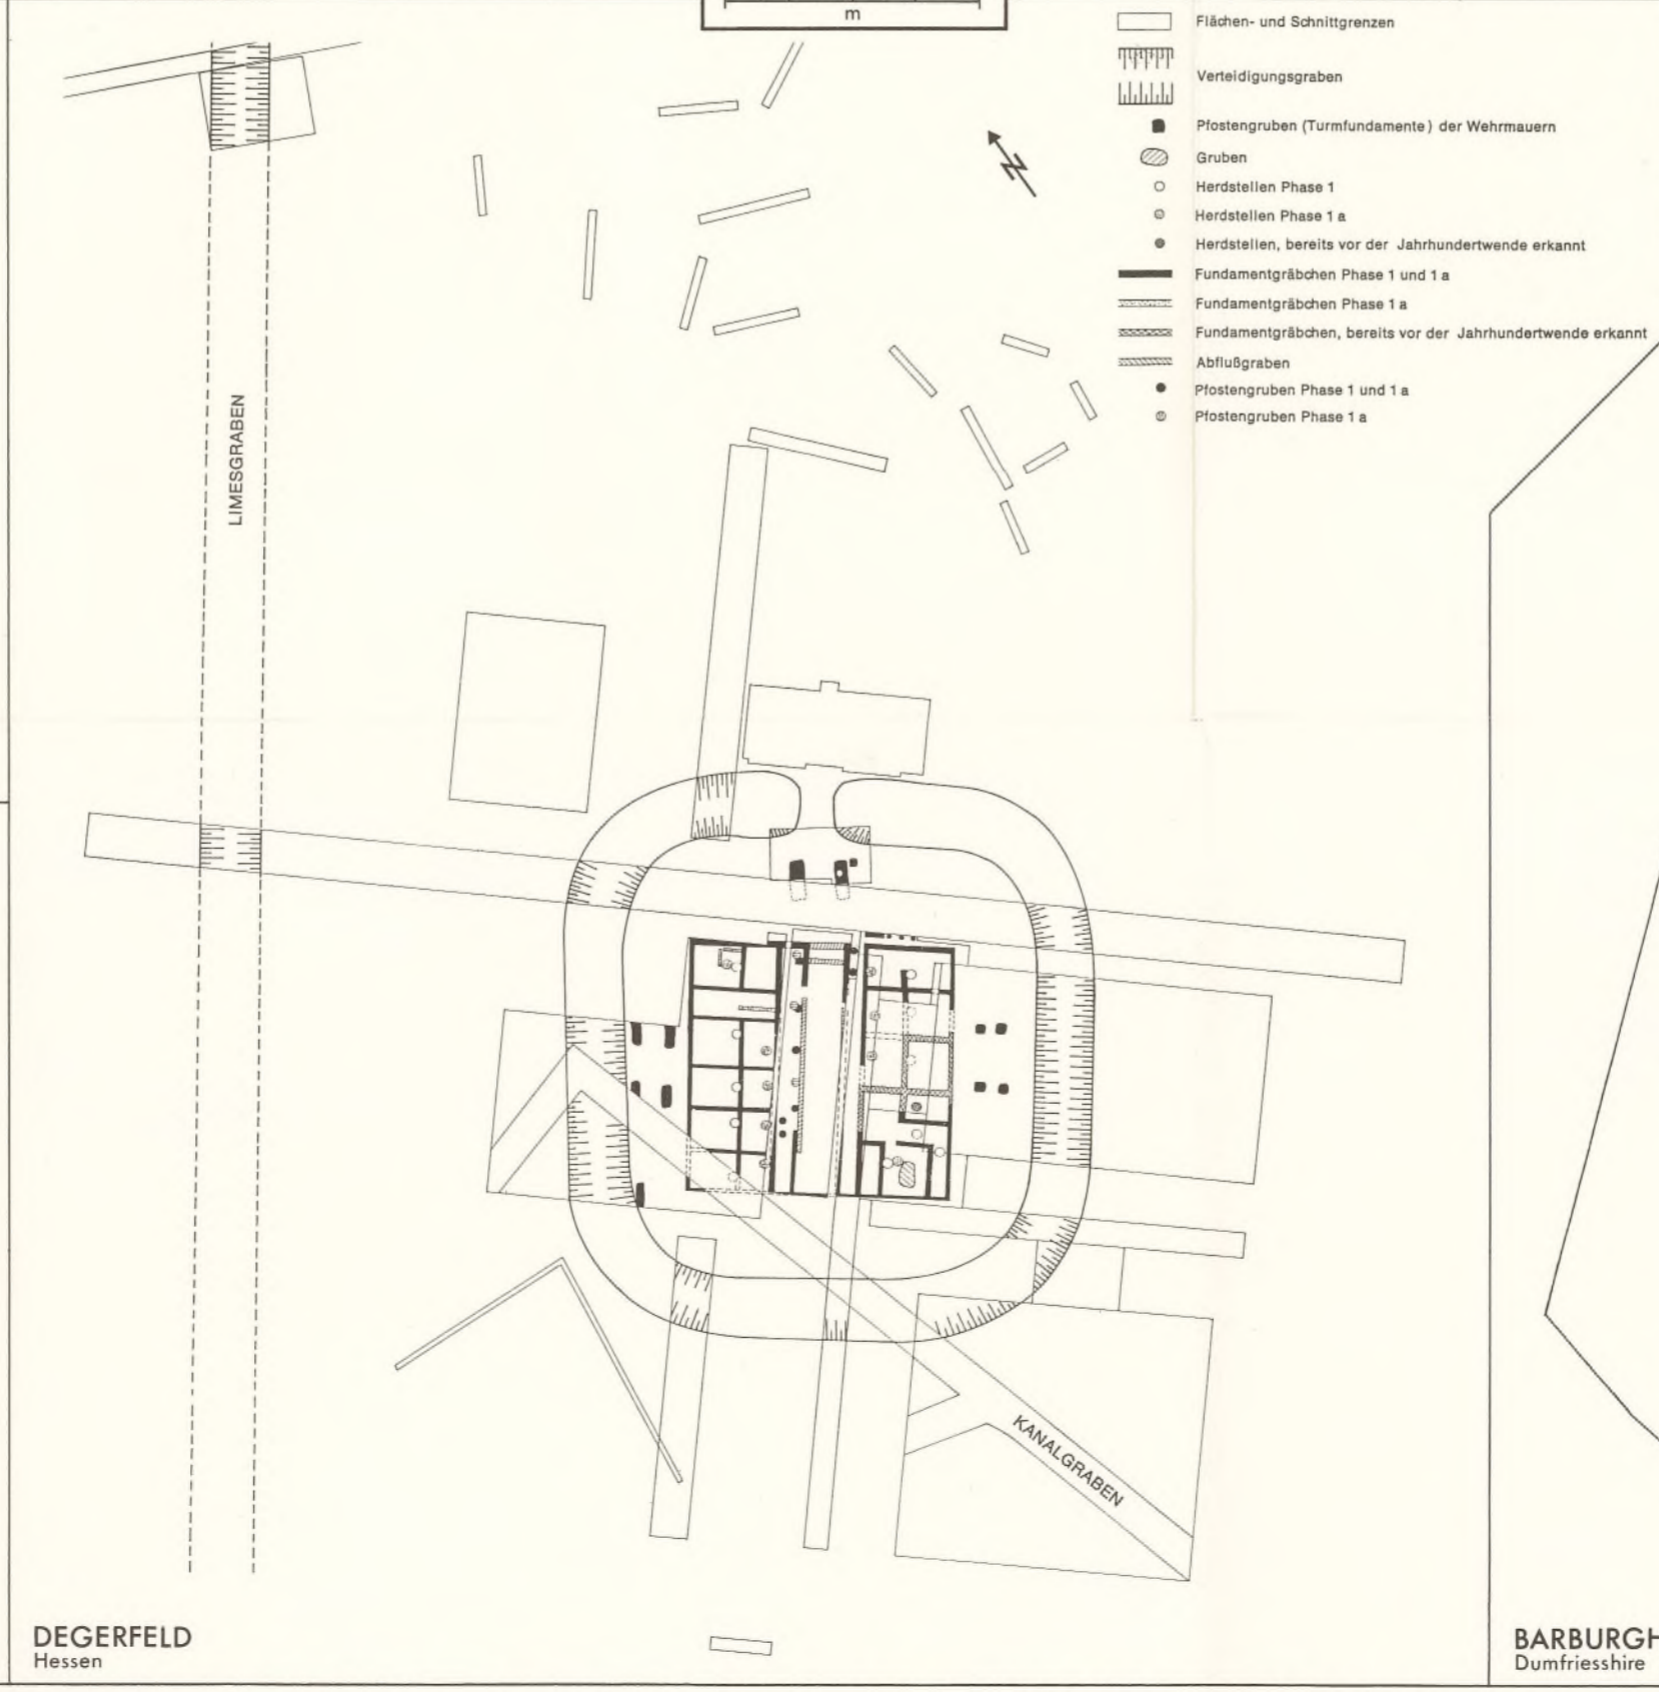 m
Flächen- und Schnittgrenzen
Verteidigungsgraben
Pfostengruben (Turmfundamente) der Wehrmauern
Gruben
Herdstellen Phase 1
Herdstellen Phase 1 a
Herdstellen, bereits vor der Jahrhundertwende erkannt
Fundamentgräbchen Phase 1 und 1 a
Fundamentgräbchen Phase 1 a
Fundamentgräbchen, bereits vor der Jahrhundertwende erkannt
Abflußgraben
Pfostengruben Phase 1 und 1 a
Pfostengruben Phase 1 a
LIMESGRABEN
KANALGRABEN
DEGERFELD
Hessen
BARBURGH
Dumfriesshire